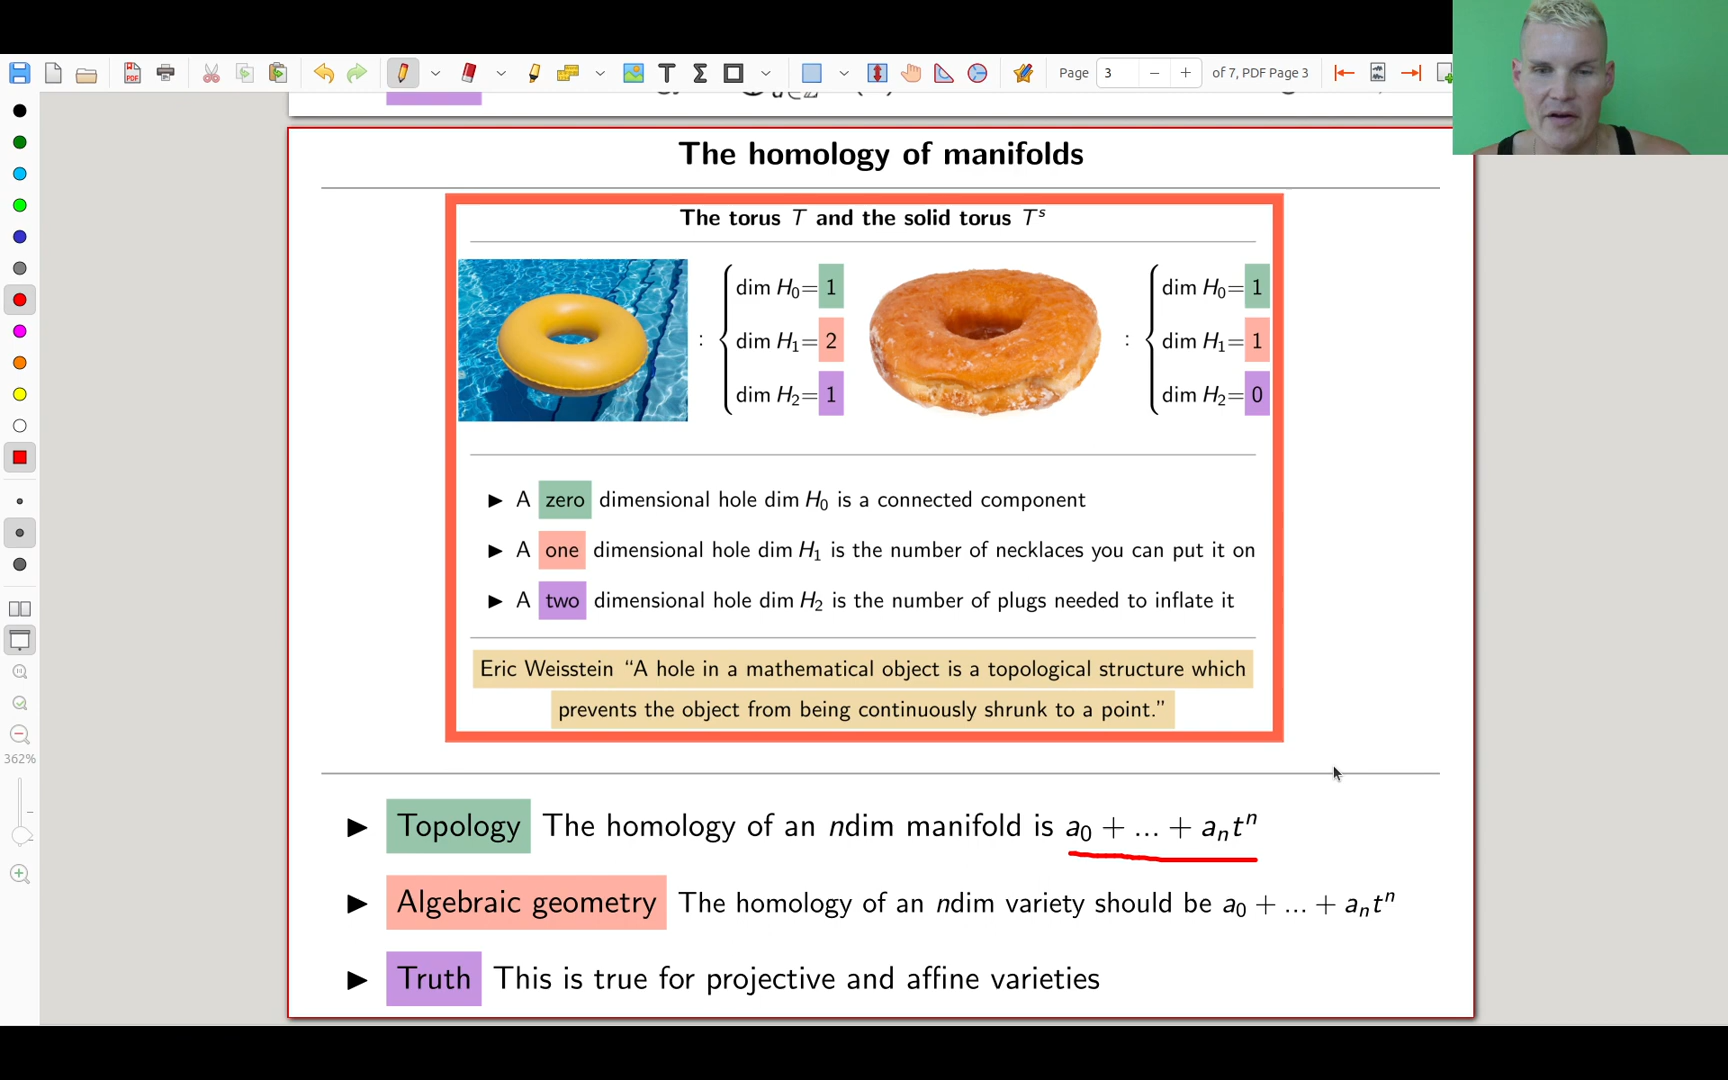 Page 3 of 7, PDF Page 3
The homology of manifolds
The torus T and the solid torus Tˢ
: { dim H₀= 1
dim H₁= 2
dim H₂= 1
: { dim H₀= 1
dim H₁= 1
dim H₂= 0
▶ A zero dimensional hole dim H₀ is a connected component
▶ A one dimensional hole dim H₁ is the number of necklaces you can put it on
▶ A two dimensional hole dim H₂ is the number of plugs needed to inflate it
Eric Weisstein “A hole in a mathematical object is a topological structure which
prevents the object from being continuously shrunk to a point.”
▶ Topology The homology of an ndim manifold is a₀ + ... + aₙtⁿ
▶ Algebraic geometry The homology of an ndim variety should be a₀ + ... + aₙtⁿ
▶ Truth This is true for projective and affine varieties
362%